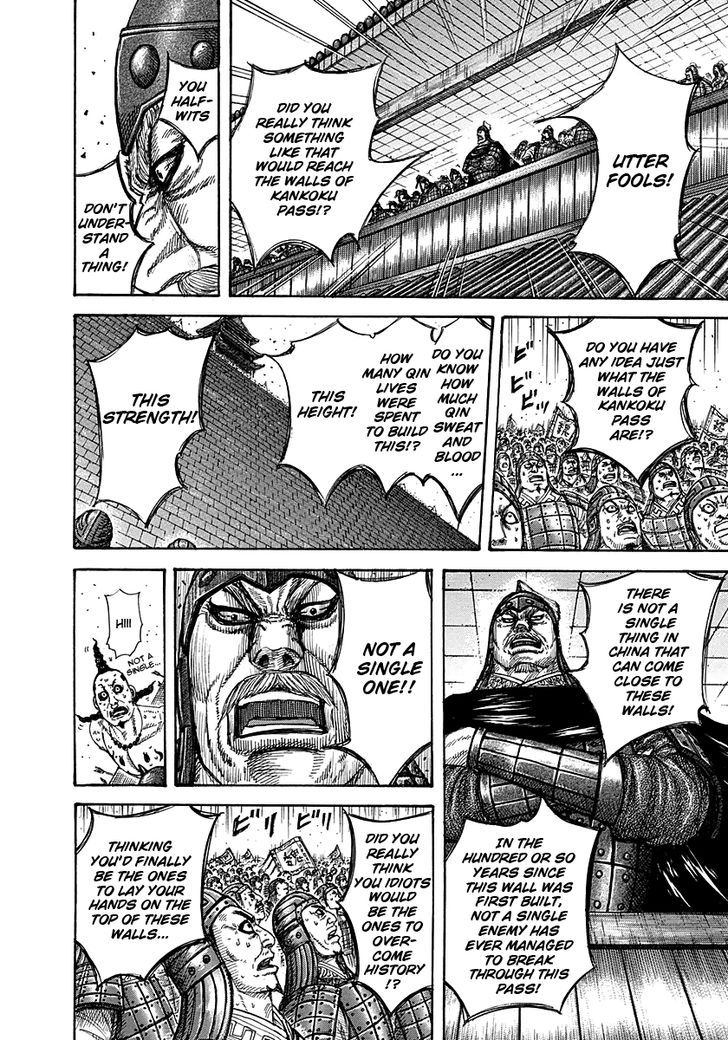 UTTER
FOOLS!
DID YOU
REALLY THINK
SOMETHING
LIKE THAT
WOULD REACH
THE WALLS OF
KANKOKU
PASS!?
YOU
HALF-
WITS
DON'T
UNDER-
STAND
A
THING!
DO YOU HAVE
ANY IDEA JUST
WHAT THE
WALLS OF
KANKOKU
PASS
ARE!?
ビビ
DO YOU
KNOW
HOW
MUCH
QIN
SWEAT
AND
BLOOD
...
HOW
MANY QIN
LIVES
WERE
SPENT
TO BUILD
THIS!?
THIS
HEIGHT!
THIS
STRENGTH!
THERE
IS NOT A
SINGLE
THING IN
CHINA THAT
CAN COME
CLOSE TO
THESE
WALLS!
NOT A
SINGLE
ONE!!
HIII
NOT A
SINGLE...
IN THE
HUNDRED OR SO
YEARS SINCE
THIS WALL WAS
FIRST BUILT,
NOT A SINGLE
ENEMY HAS
EVER MANAGED
TO BREAK
THROUGH THIS
PASS!
ビビッ
DID YOU
REALLY
THINK
YOU IDIOTS
WOULD
BE THE
ONES TO
OVER-
COME
HISTORY
!?
THINKING
YOU'D FINALLY
BE THE ONES
TO LAY YOUR
HANDS ON THE
TOP OF THESE
WALLS...